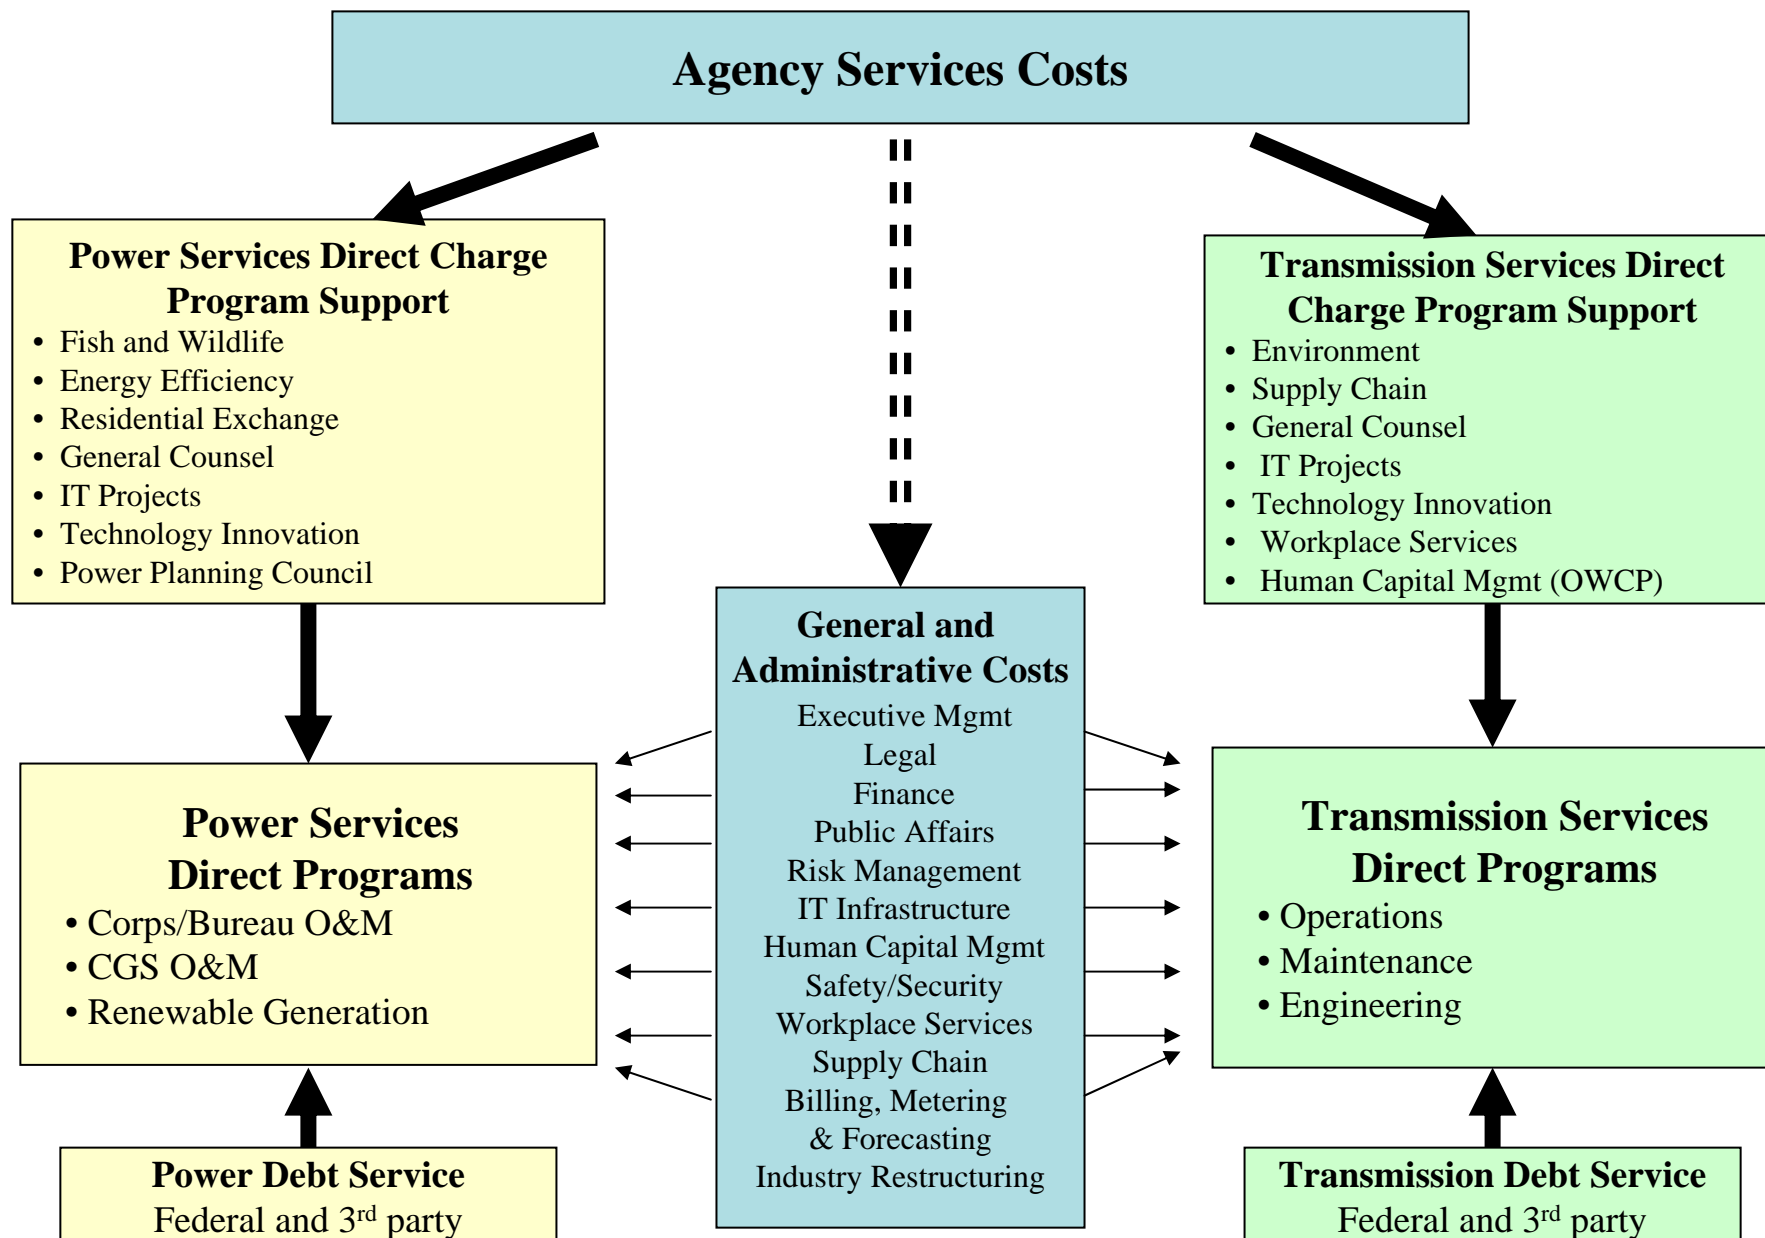 Agency Services Costs
Power Services Direct Charge
Program Support
• Fish and Wildlife
• Energy Efficiency
• Residential Exchange
• General Counsel
• IT Projects
• Technology Innovation
• Power Planning Council
Transmission Services Direct
Charge Program Support
• Environment
• Supply Chain
• General Counsel
• IT Projects
• Technology Innovation
• Workplace Services
• Human Capital Mgmt (OWCP)
General and
Administrative Costs
Executive Mgmt
Legal
Finance
Public Affairs
Risk Management
IT Infrastructure
Human Capital Mgmt
Safety/Security
Workplace Services
Supply Chain
Billing, Metering
& Forecasting
Industry Restructuring
Power Services
Direct Programs
• Corps/Bureau O&M
• CGS O&M
• Renewable Generation
Transmission Services
Direct Programs
• Operations
• Maintenance
• Engineering
Power Debt Service
Federal and 3rd party
Transmission Debt Service
Federal and 3rd party